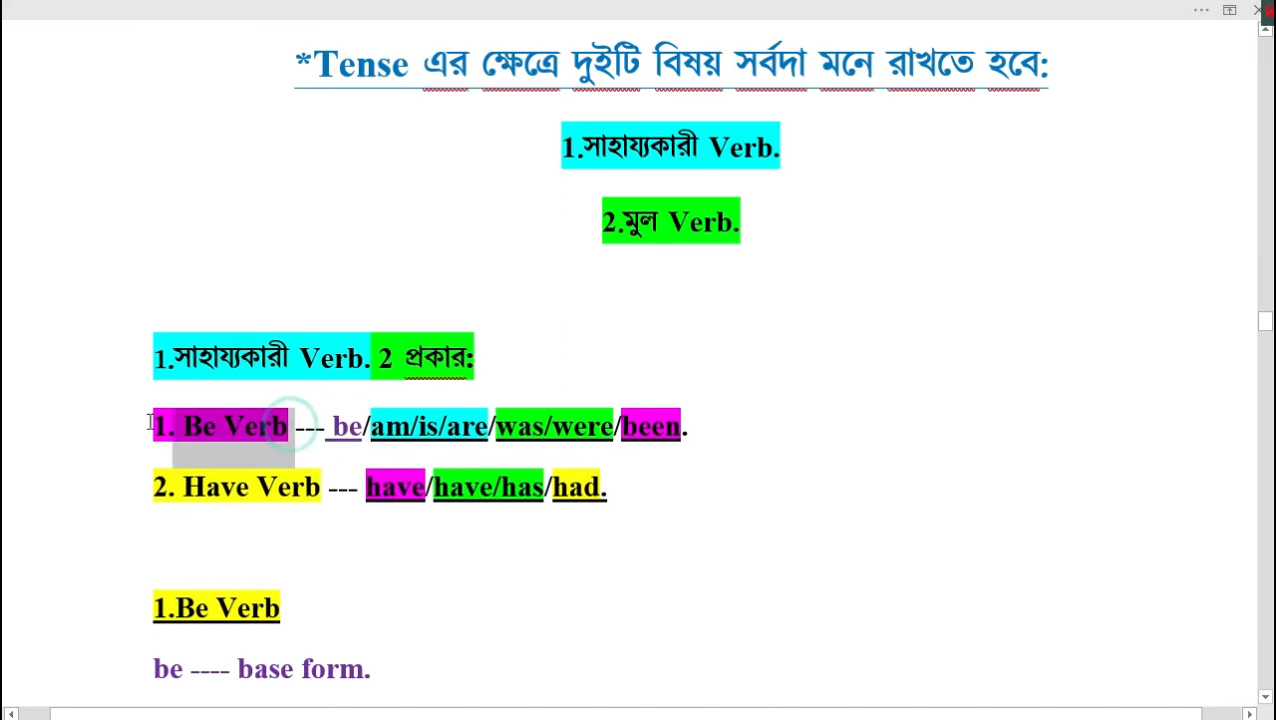 *Tense এর ক্ষেত্রে দুইটি বিষয় সর্বদা মনে রাখতে হবে:
1.সাহায্যকারী Verb.
2.মুল Verb.
1.সাহায্যকারী Verb. 2 প্রকার:
1. Be Verb --- be/am/is/are/was/were/been.
2. Have Verb --- have/have/has/had.
1.Be Verb
be ---- base form.